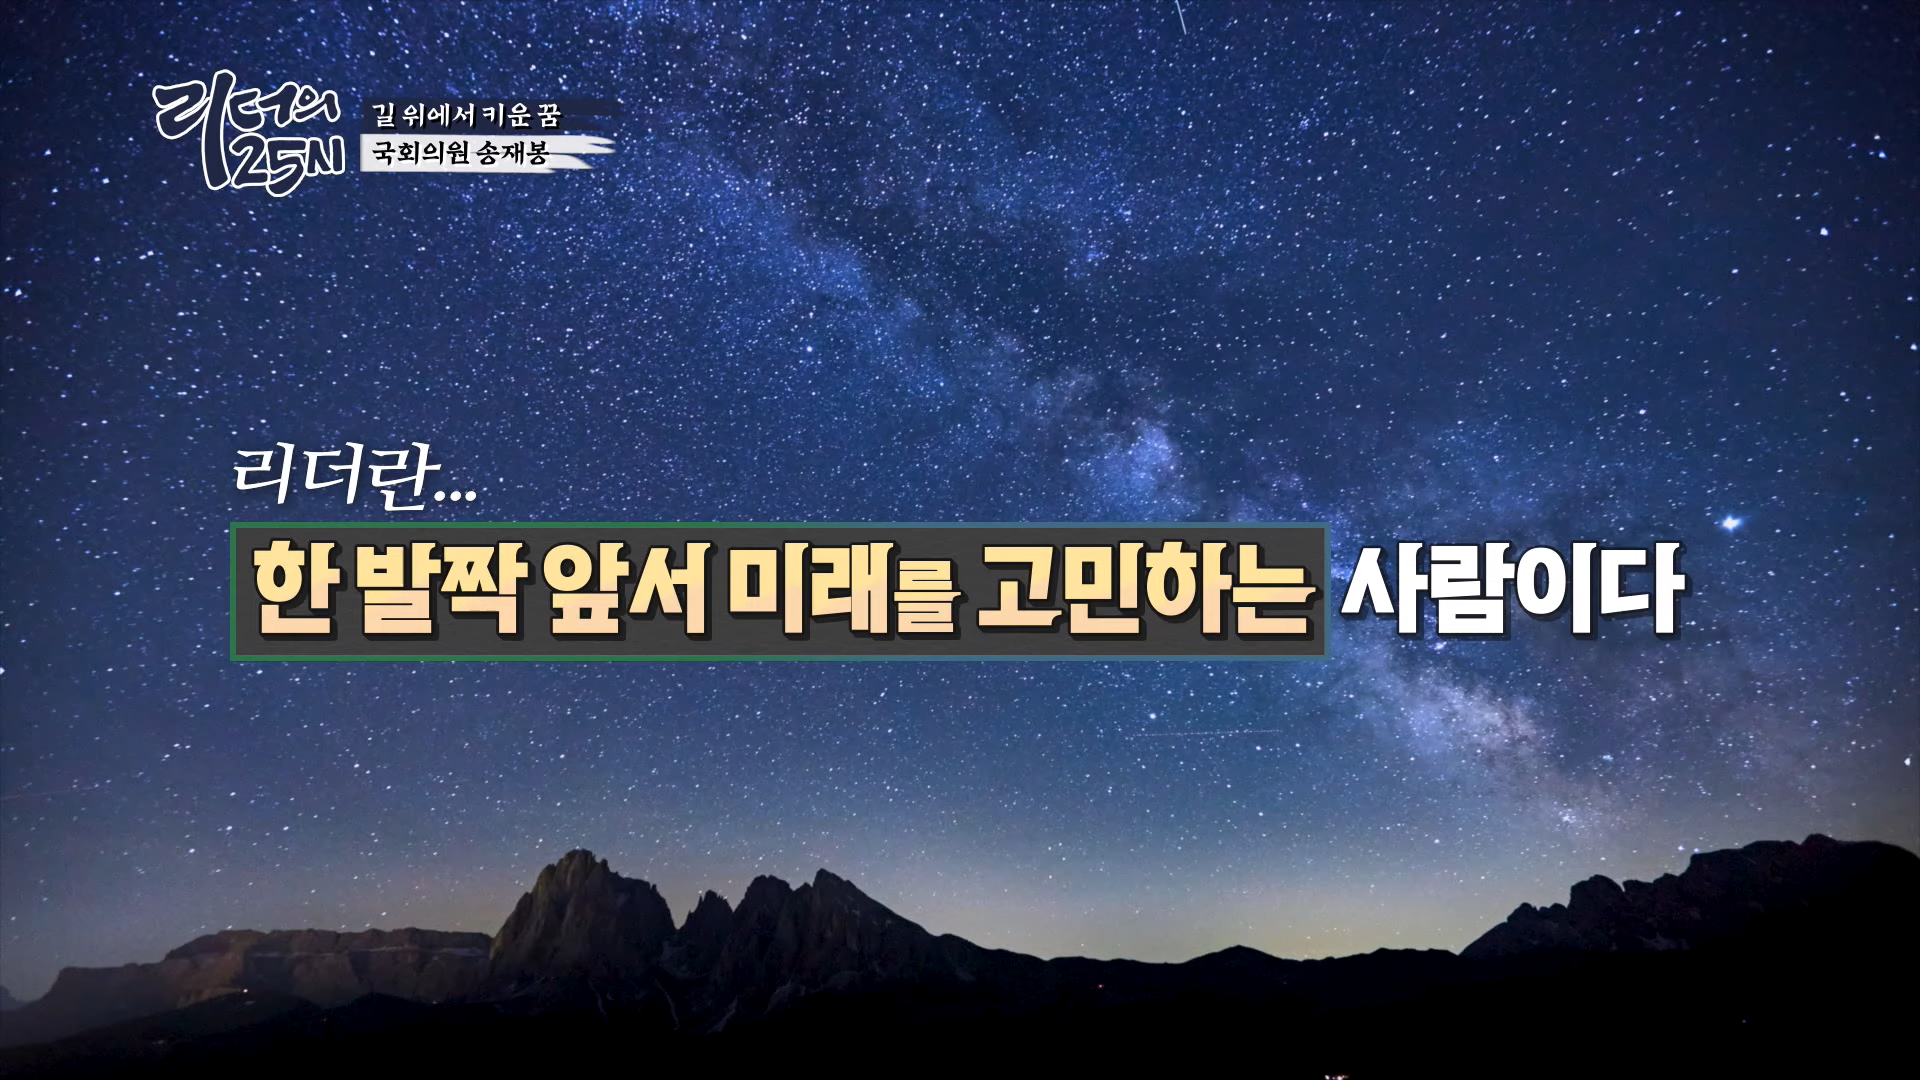 리더의
25시
길 위에서 키운 꿈
국회의원 송재봉
리더란...
한 발짝 앞서 미래를 고민하는 사람이다